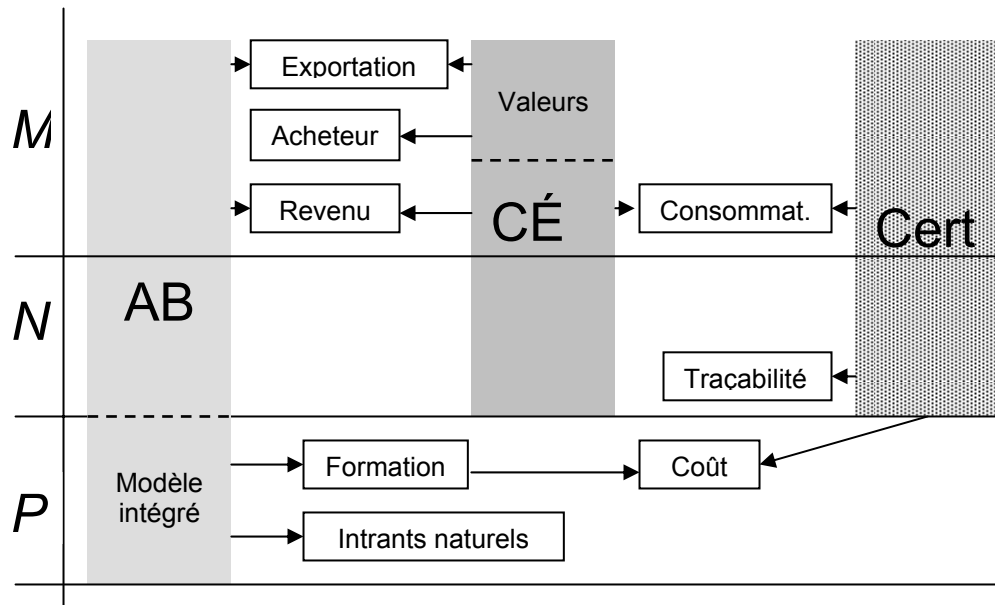 M
Exportation
Valeurs
Acheteur
Revenu
CÉ
Consommat.
Cert
N
AB
Traçabilité
P
Modèle
intégré
Formation
Coût
Intrants naturels